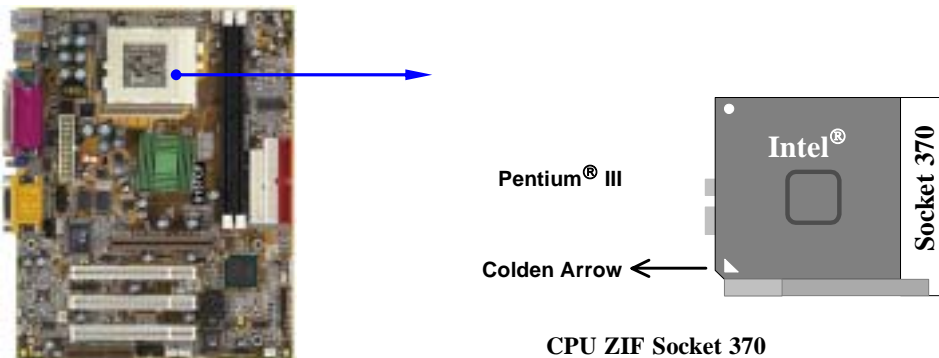 Intel®
Socket 370
Pentium® III
Colden Arrow
CPU ZIF Socket 370